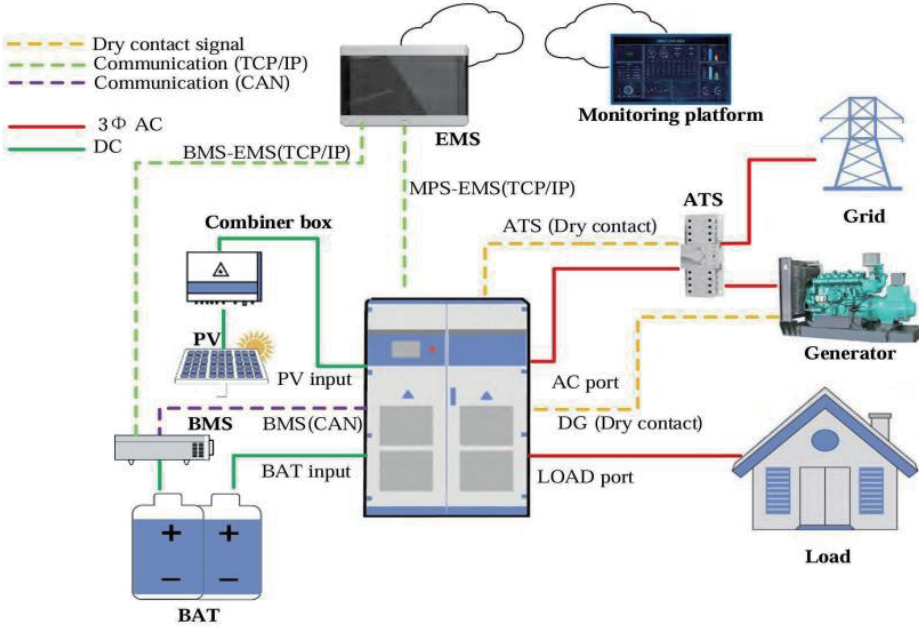 Dry contact signal
Communication (TCP/IP)
Communication (CAN)
3Φ AC
DC
EMS
Monitoring platform
BMS-EMS(TCP/IP)
MPS-EMS(TCP/IP)
ATS
Grid
Combiner box
ATS (Dry contact)
PV
Generator
PV input
AC port
BMS
BMS(CAN)
DG (Dry contact)
BAT input
LOAD port
Load
BAT